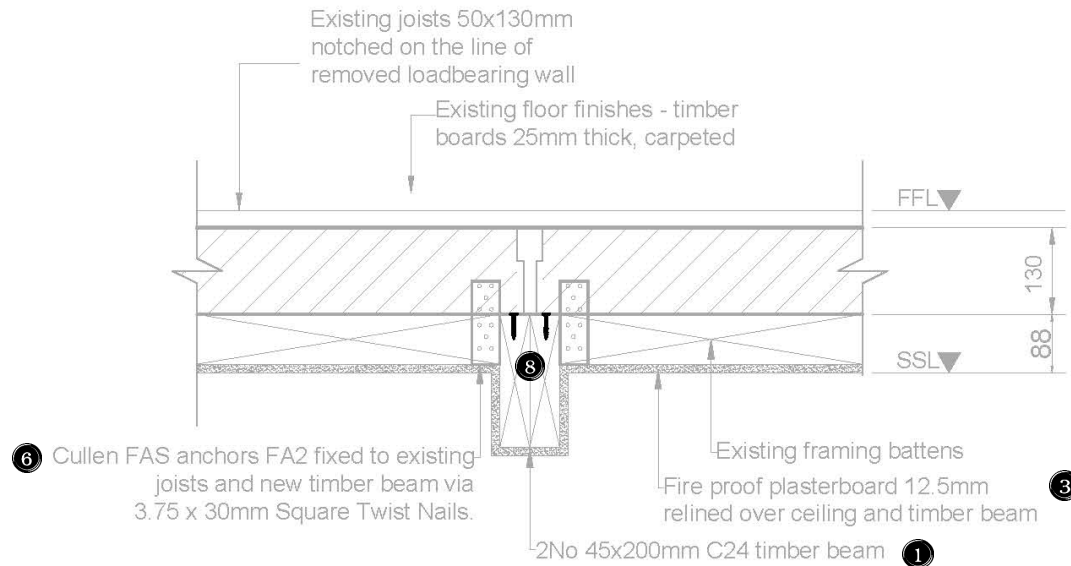 Existing joists 50x130mm
notched on the line of
removed loadbearing wall
Existing floor finishes - timber
boards 25mm thick, carpeted
FFL
130
88
SSL
8
6 Cullen FAS anchors FA2 fixed to existing
joists and new timber beam via
3.75 x 30mm Square Twist Nails.
Existing framing battens
Fire proof plasterboard 12.5mm 3
relined over ceiling and timber beam
2No 45x200mm C24 timber beam 1